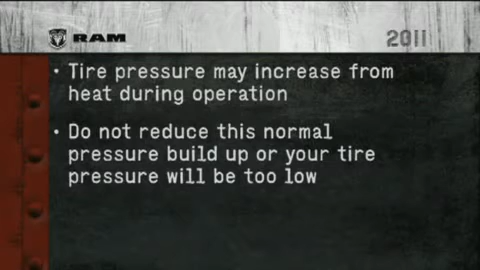 RAM
2011
• Tire pressure may increase from
heat during operation
• Do not reduce this normal
pressure build up or your tire
pressure will be too low